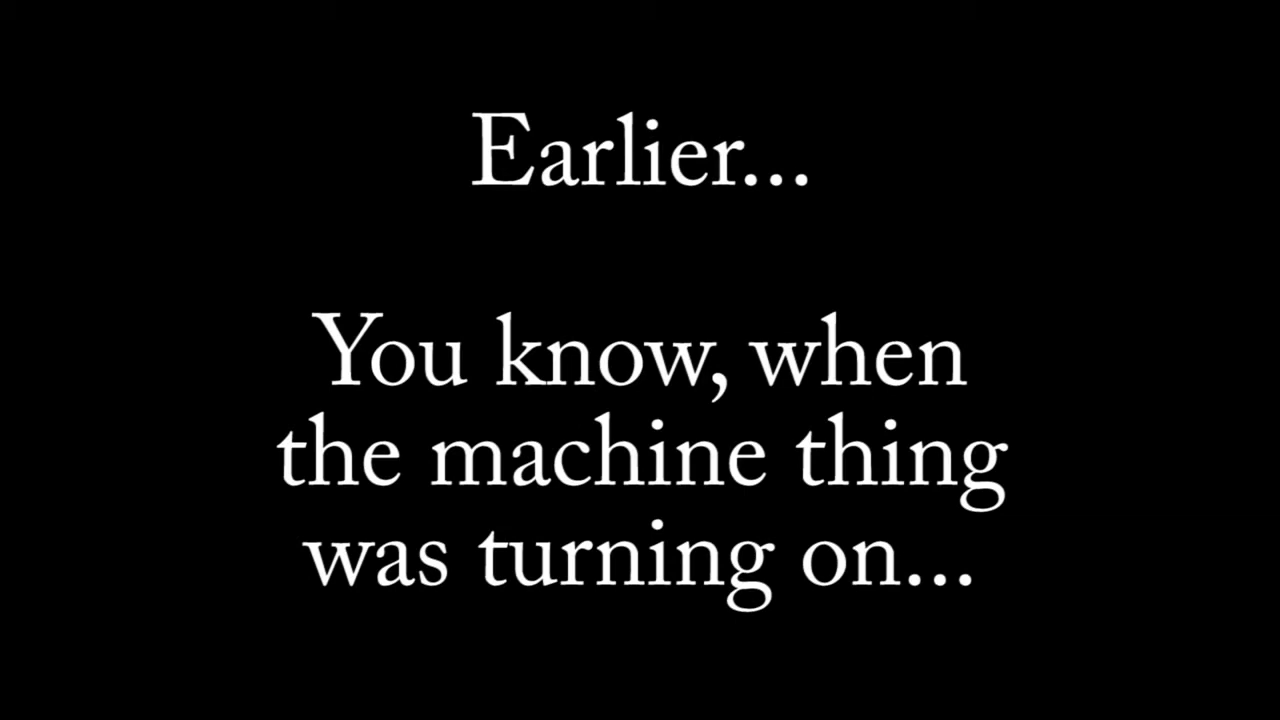 Earlier...
You know, when
the machine thing
was turning on...